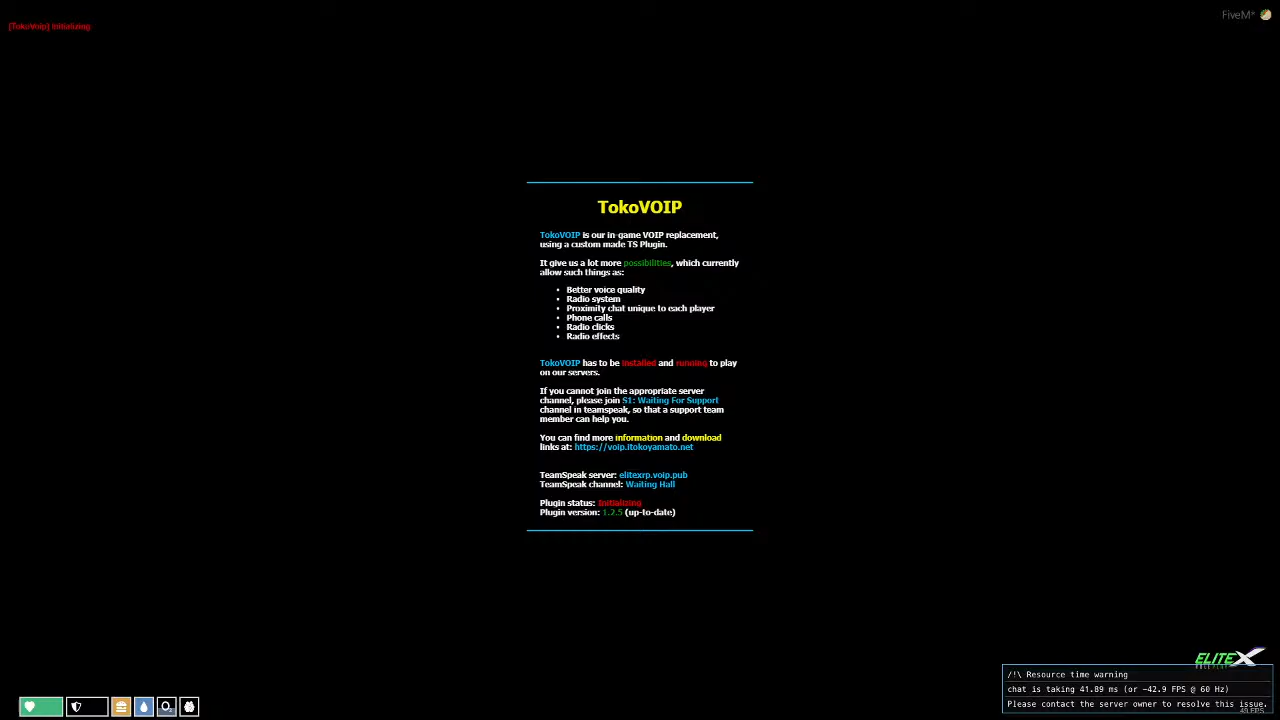 FiveM*
[TokoVoip] Initializing
TokoVOIP
TokoVOIP is our in-game VOIP replacement,
using a custom made TS Plugin.
It give us a lot more possibilities, which currently
allow such things as:
• Better voice quality
• Radio system
• Proximity chat unique to each player
• Phone calls
• Radio clicks
• Radio effects
TokoVOIP has to be installed and running to play
on our servers.
If you cannot join the appropriate server
channel, please join S1: Waiting For Support
channel in teamspeak, so that a support team
member can help you.
You can find more information and download
links at: https://voip.itokoyamato.net
TeamSpeak server: elitexrp.voip.pub
TeamSpeak channel: Waiting Hall
Plugin status: Initializing
Plugin version: 1.2.5 (up-to-date)
ELITEX
/!\ Resource time warning
chat is taking 41.89 ms (or -42.9 FPS @ 60 Hz)
Please contact the server owner to resolve this issue.
O₂